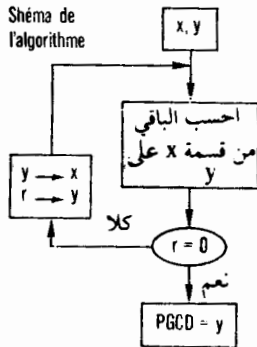 Shéma de
l'algorithme
x, y
احسب الباقي
من قسمة x على
y
y → x
r → y
كلا
r = 0
نعم
PGCD = y